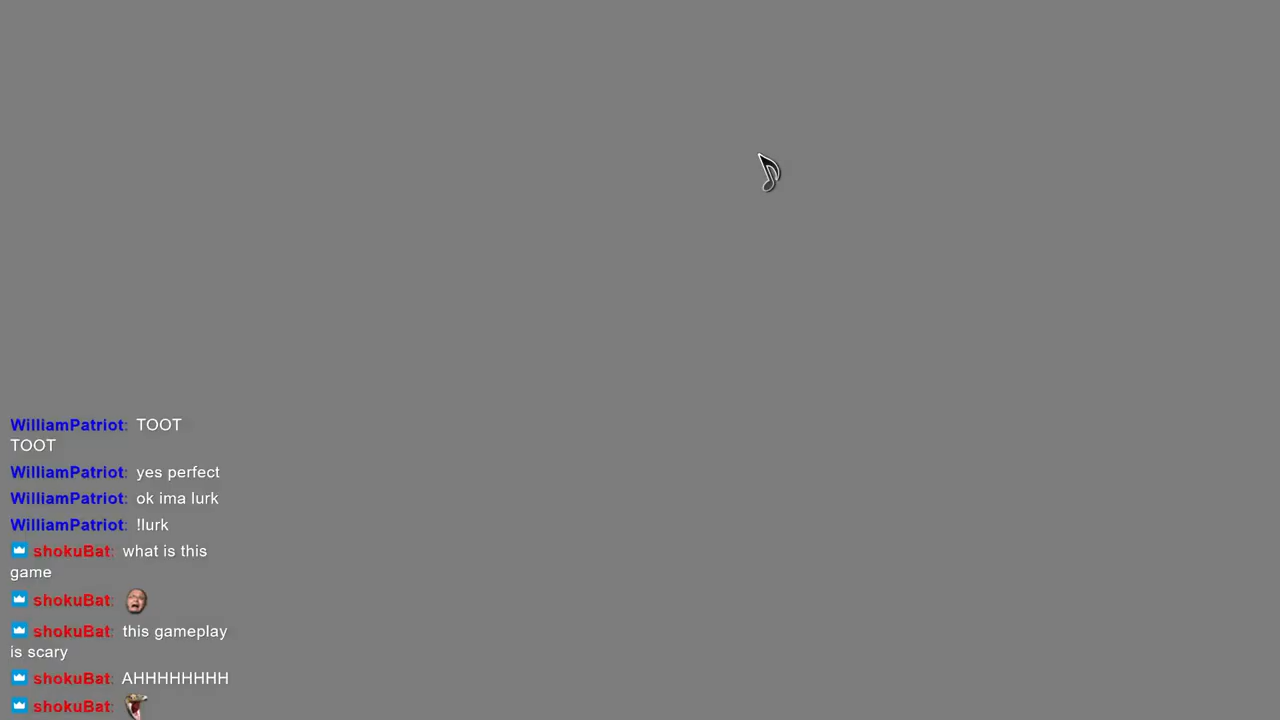 WilliamPatriot: TOOT
TOOT
WilliamPatriot: yes perfect
WilliamPatriot: ok ima lurk
WilliamPatriot: !lurk
shokuBat: what is this
game
shokuBat:
shokuBat: this gameplay
is scary
shokuBat: AHHHHHHHH
shokuBat: